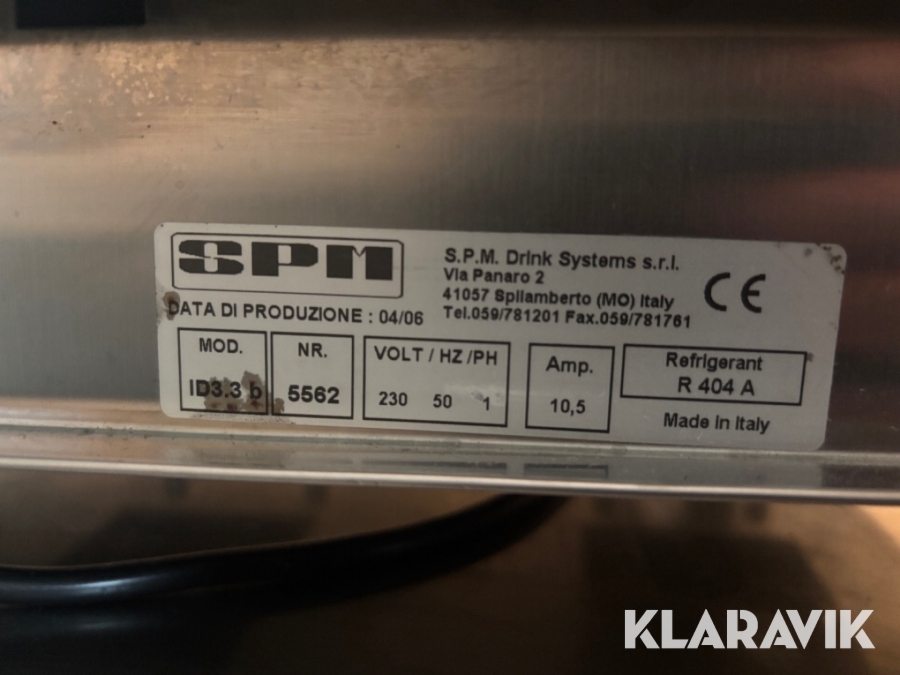 SPM
S.P.M. Drink Systems s.r.l.
Via Panaro 2
41057 Spilamberto (MO) Italy
Tel.059/781201 Fax.059/781761
CE
DATA DI PRODUZIONE : 04/06
MOD.
ID3.3 b
NR.
5562
VOLT / HZ /PH
230 50 1
Amp.
10,5
Refrigerant
R 404 A
Made in Italy
KLARAVIK